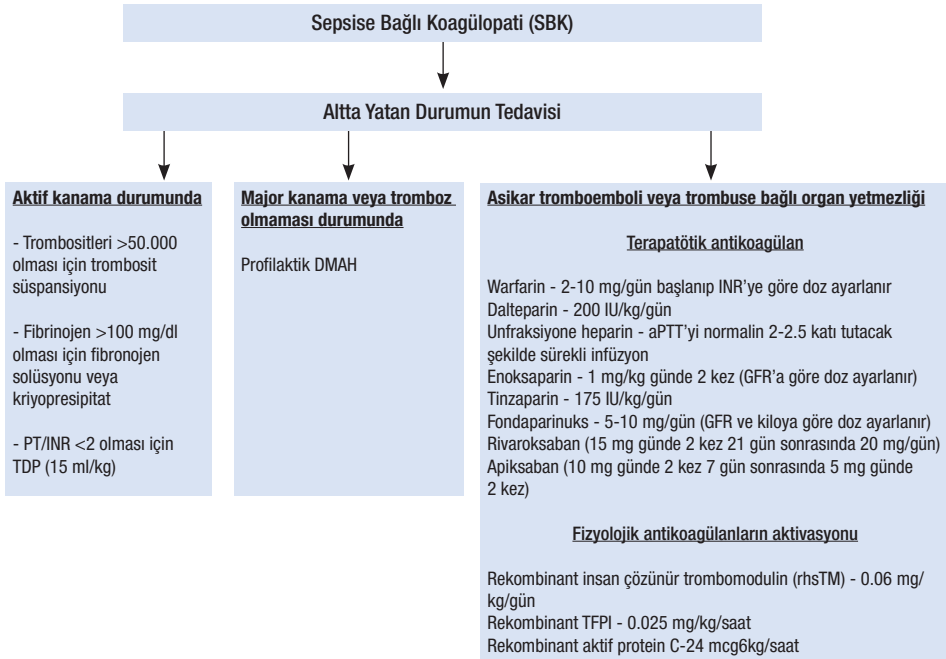 Sepsise Bağlı Koagülopati (SBK)
Altta Yatan Durumun Tedavisi
Aktif kanama durumunda
- Trombositleri >50.000
olması için trombosit
süspansiyonu
- Fibrinojen >100 mg/dl
olması için fibronojen
solüsyonu veya
kriyopresipitat
- PT/INR <2 olması için
TDP (15 ml/kg)
Major kanama veya tromboz
olmaması durumunda
Profilaktik DMAH
Asikar tromboemboli veya trombuse bağlı organ yetmezliği
Terapatötik antikoagülan
Warfarin - 2-10 mg/gün başlanıp INR'ye göre doz ayarlanır
Dalteparin - 200 IU/kg/gün
Unfraksiyone heparin - aPTT'yi normalin 2-2.5 katı tutacak
şekilde sürekli infüzyon
Enoksaparin - 1 mg/kg günde 2 kez (GFR'a göre doz ayarlanır)
Tinzaparin - 175 IU/kg/gün
Fondaparinuks - 5-10 mg/gün (GFR ve kiloya göre doz ayarlanır)
Rivaroksaban (15 mg günde 2 kez 21 gün sonrasında 20 mg/gün)
Apiksaban (10 mg günde 2 kez 7 gün sonrasında 5 mg günde
2 kez)
Fizyolojik antikoagülanların aktivasyonu
Rekombinant insan çözünür trombomodulin (rhsTM) - 0.06 mg/
kg/gün
Rekombinant TFPI - 0.025 mg/kg/saat
Rekombinant aktif protein C-24 mcg6kg/saat